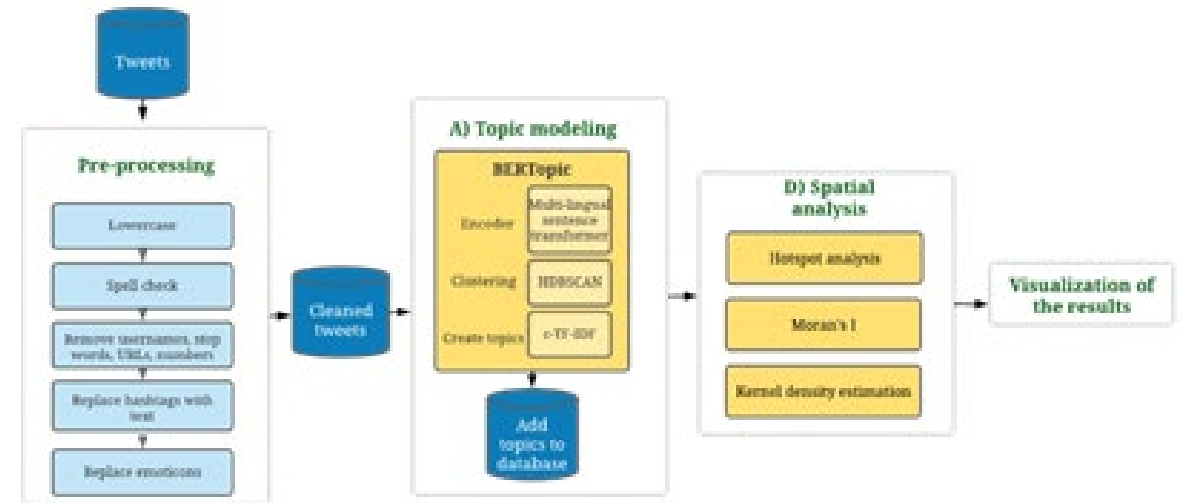 Tweets
Pre-processing
Lowercase
Spell check
Remove usernames, stop
words, URLs, numbers
Replace hashtags with
text
Replace emoticons
Cleaned
tweets
A) Topic modeling
BERTopic
Encoder
Multi-lingual
sentence
transformer
Clustering
HDBSCAN
Create topics
c-TF-IDF
Add
topics to
database
D) Spatial
analysis
Hotspot analysis
Moran's I
Kernel density estimation
Visualization of
the results